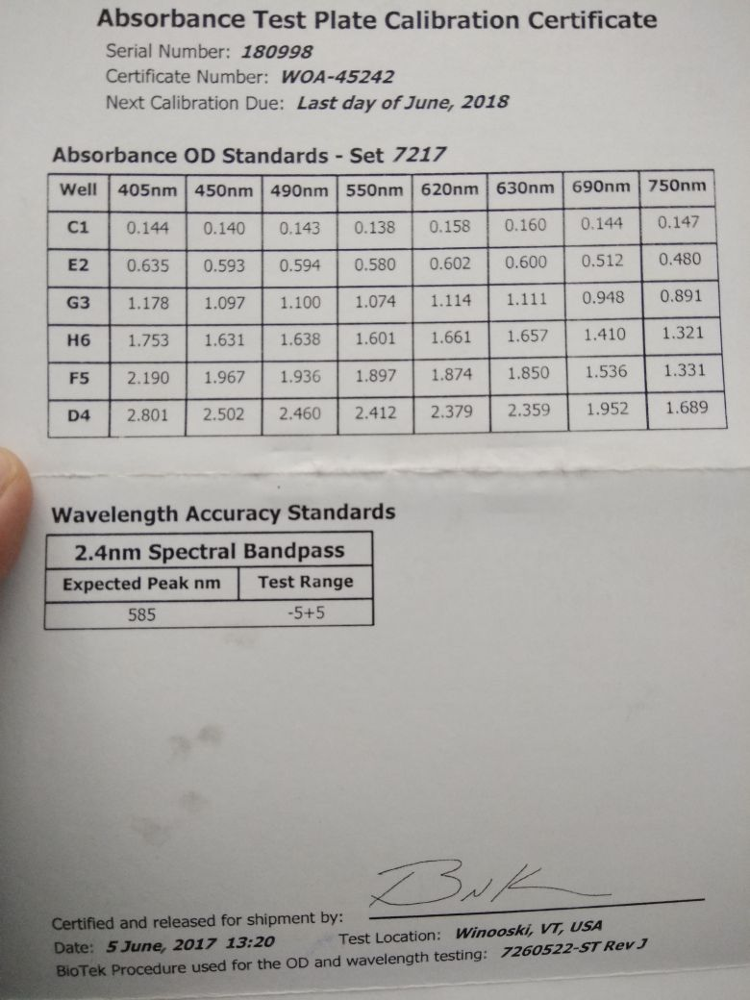 Absorbance Test Plate Calibration Certificate
Serial Number: 180998
Certificate Number: WOA-45242
Next Calibration Due: Last day of June, 2018
Absorbance OD Standards - Set 7217
Well 405nm 450nm 490nm 550nm 620nm 630nm 690nm 750nm
C1 0.144 0.140 0.143 0.138 0.158 0.160 0.144 0.147
E2 0.635 0.593 0.594 0.580 0.602 0.600 0.512 0.480
G3 1.178 1.097 1.100 1.074 1.114 1.111 0.948 0.891
H6 1.753 1.631 1.638 1.601 1.661 1.657 1.410 1.321
F5 2.190 1.967 1.936 1.897 1.874 1.850 1.536 1.331
D4 2.801 2.502 2.460 2.412 2.379 2.359 1.952 1.689
Wavelength Accuracy Standards
2.4nm Spectral Bandpass
Expected Peak nm Test Range
585 -5+5
Certified and released for shipment by:
Date: 5 June, 2017 13:20 Test Location: Winooski, VT, USA
BioTek Procedure used for the OD and wavelength testing: 7260522-ST Rev J